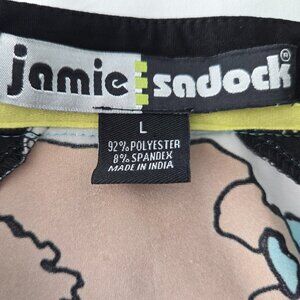 jamie sadock
L
92% POLYESTER
8% SPANDEX
MADE IN INDIA